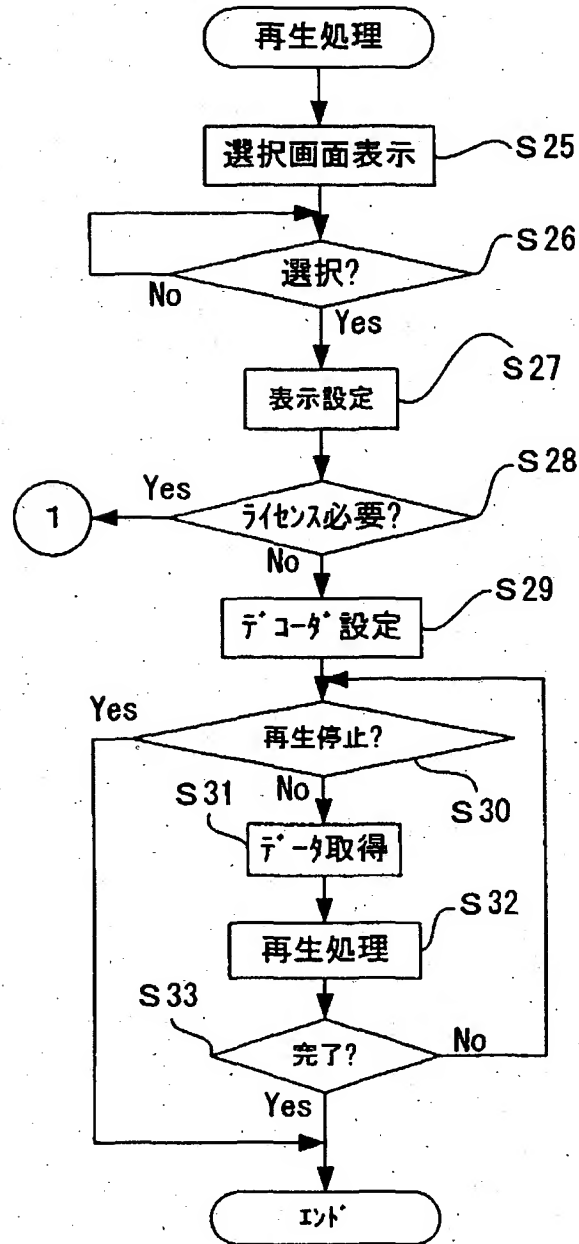 再生処理
選択画面表示
S25
選択?
S26
No
Yes
表示設定
S27
ライセンス必要?
S28
Yes
1
No
デコーダ設定
S29
再生停止?
Yes
S30
No
S31
データ取得
再生処理
S32
S33
完了?
No
Yes
エンド